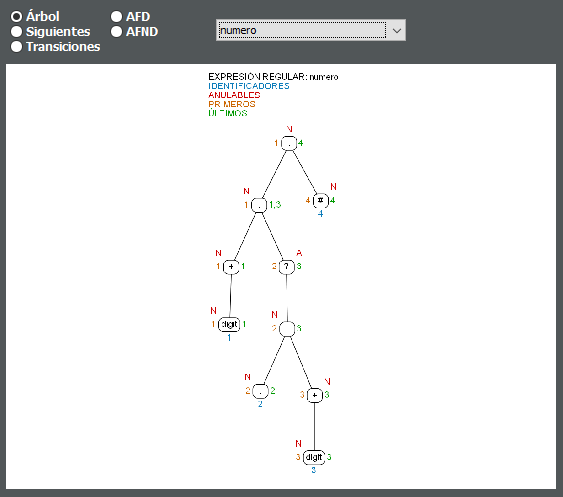 Árbol
AFD
Siguientes
AFND
Transiciones
numero
EXPRESIÓN REGULAR: numero
IDENTIFICADORES
ANULABLES
PRIMEROS
ÚLTIMOS
N
1 . 4
N
N
1 . 1,3
4 # 4
4
N
A
1 + 1
2 ? 3
N
N
1 digit 1
2 . 3
1
N
N
2 . 2
3 + 3
2
N
3 digit 3
3